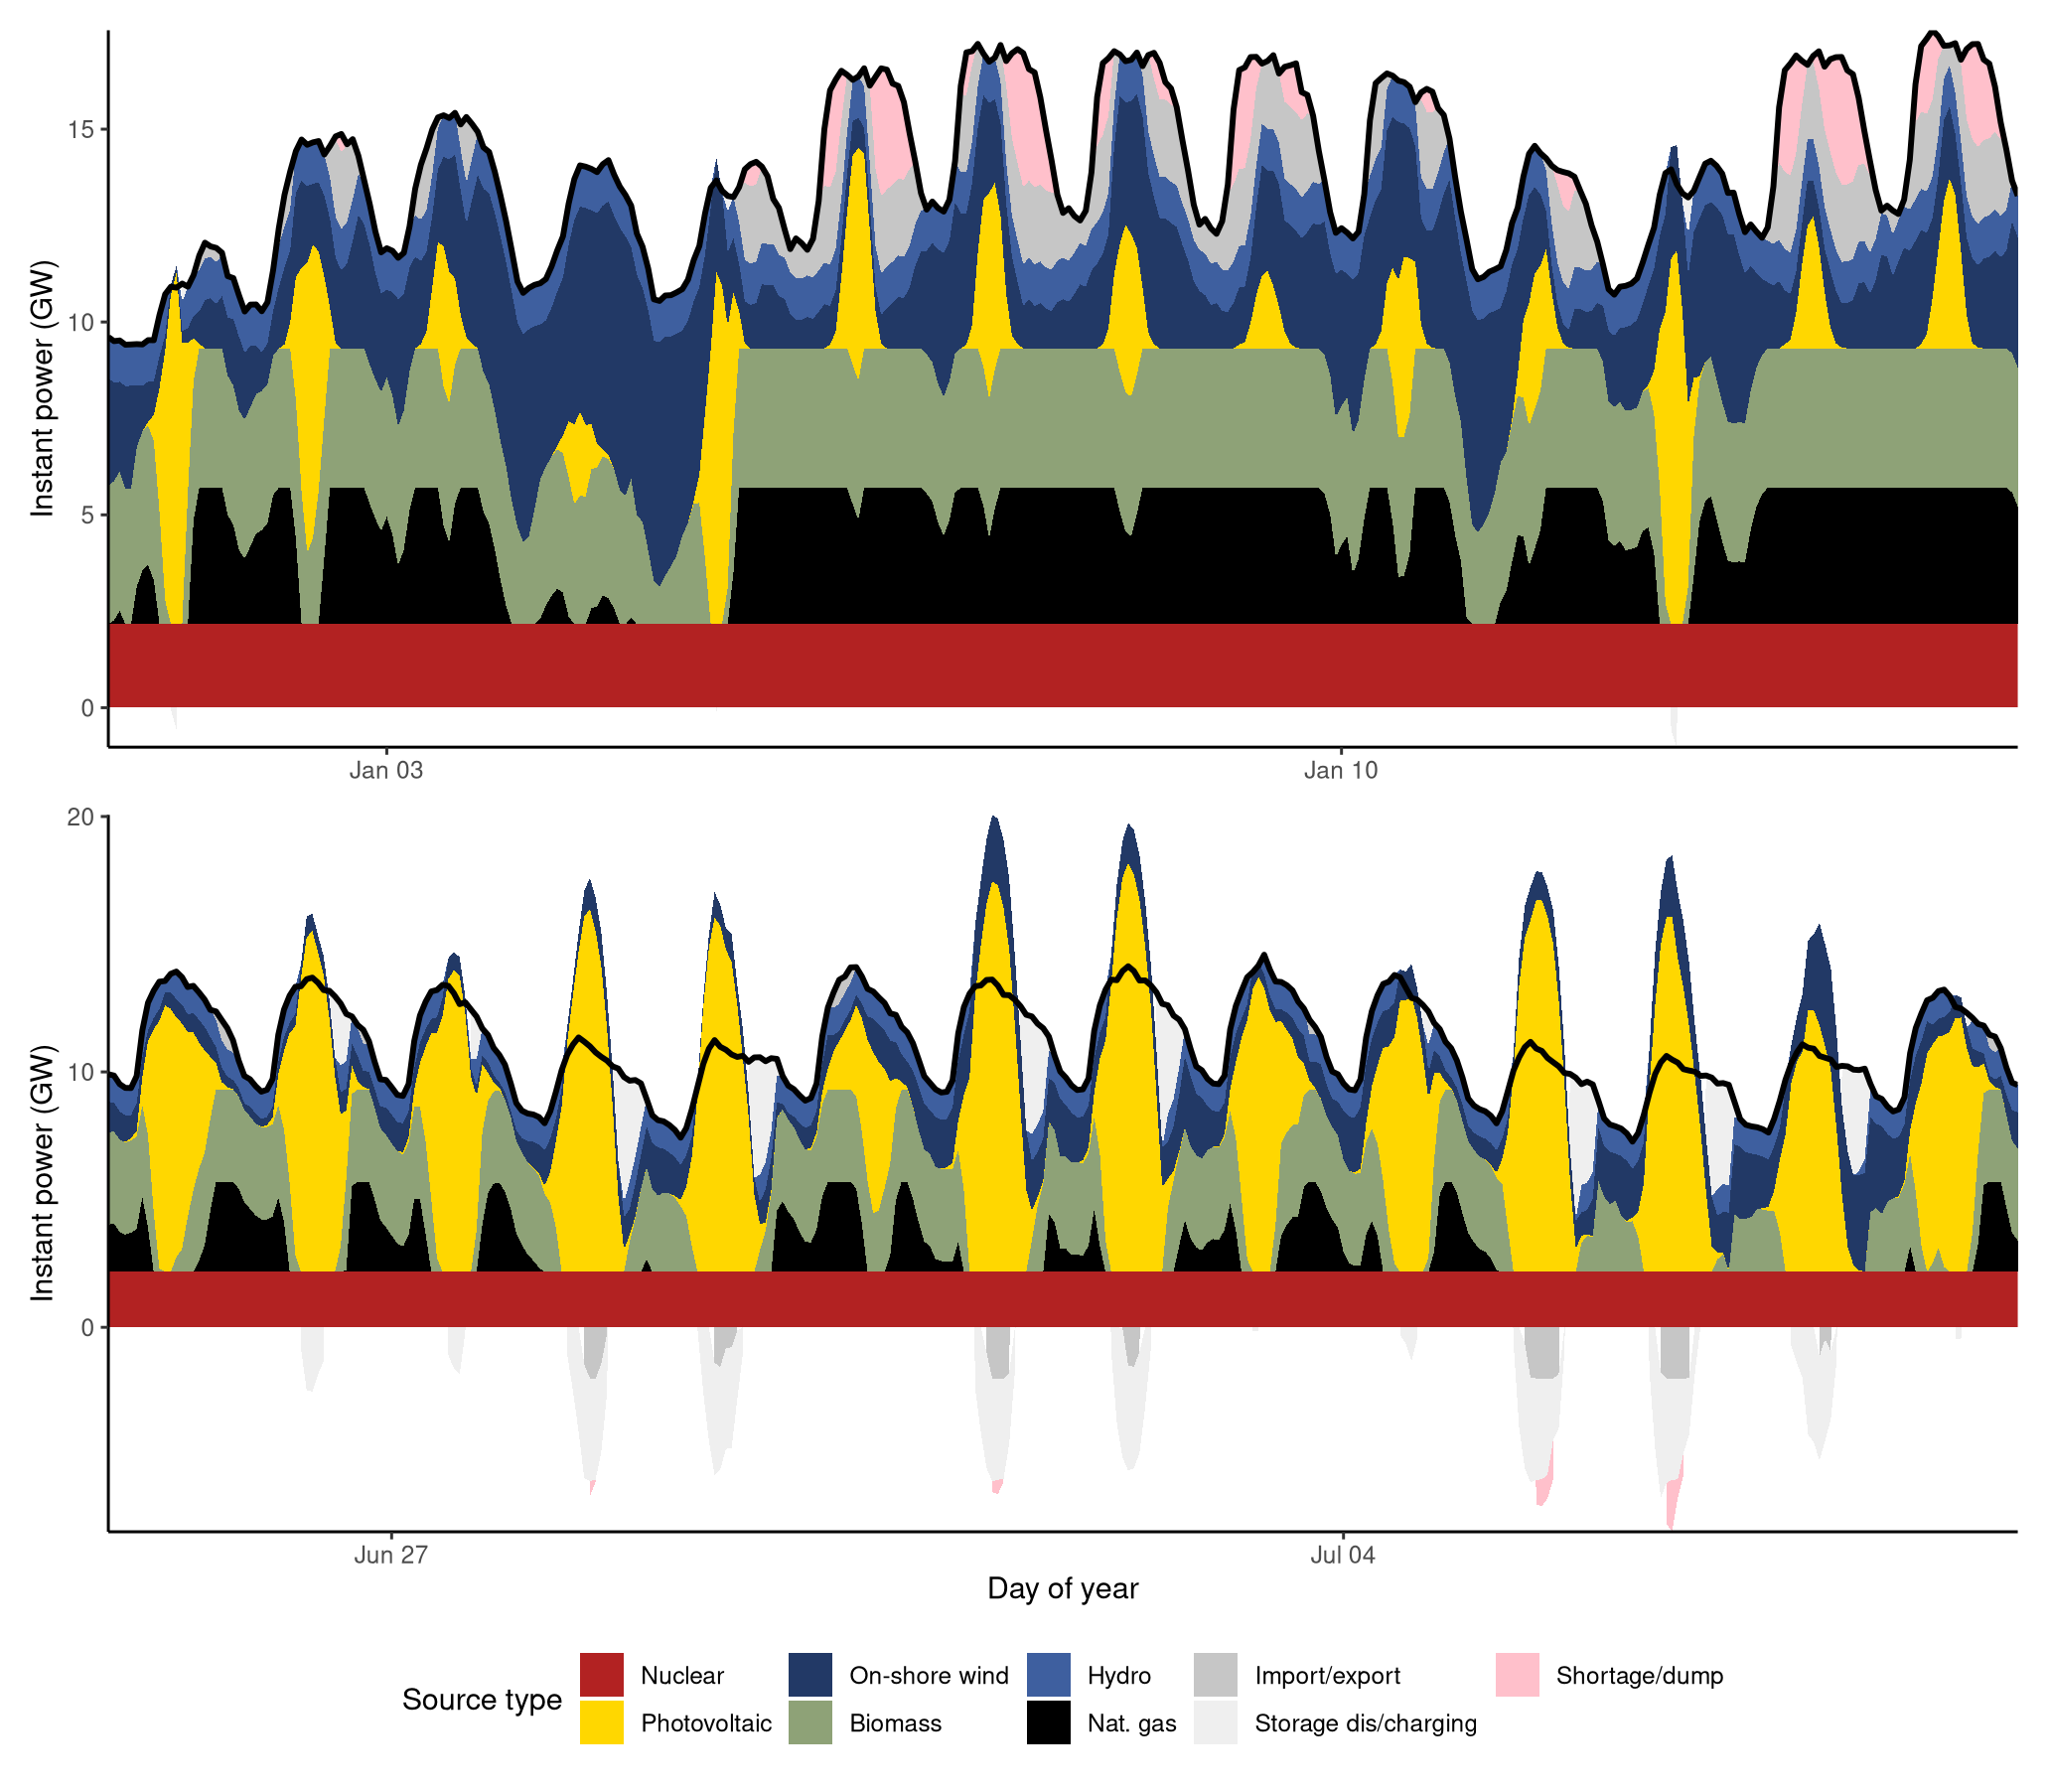 Instant power (GW)
15
10
5
0
Jan 03
Jan 10
Instant power (GW)
20
10
0
Jun 27
Jul 04
Day of year
Source type
Nuclear
On-shore wind
Hydro
Import/export
Shortage/dump
Photovoltaic
Biomass
Nat. gas
Storage dis/charging